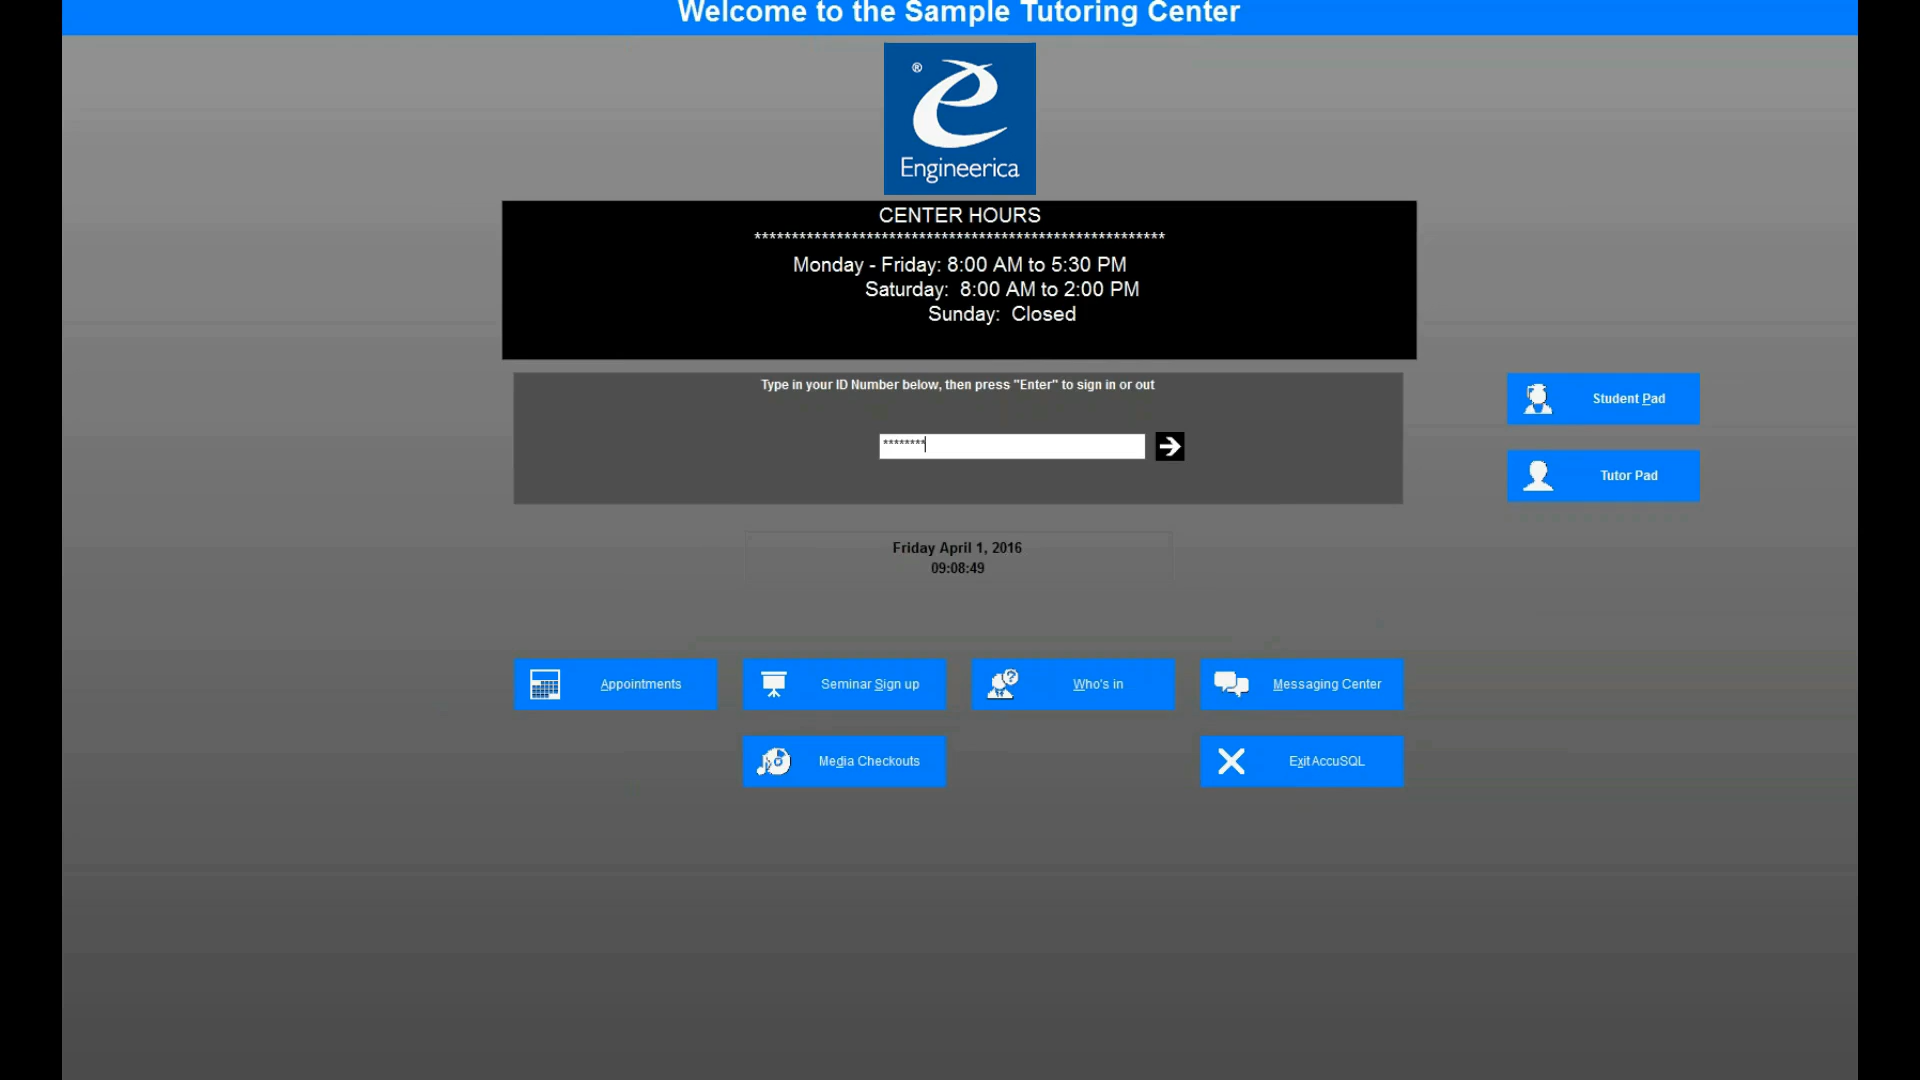 Welcome to the Sample Tutoring Center
®
Engineerica
CENTER HOURS
*******************************************************
Monday - Friday: 8:00 AM to 5:30 PM
Saturday: 8:00 AM to 2:00 PM
Sunday: Closed
Type in your ID Number below, then press "Enter" to sign in or out
********
Student Pad
Tutor Pad
Friday April 1, 2016
09:08:49
Appointments
Seminar Sign up
Who's in
Messaging Center
Media Checkouts
Exit AccuSQL